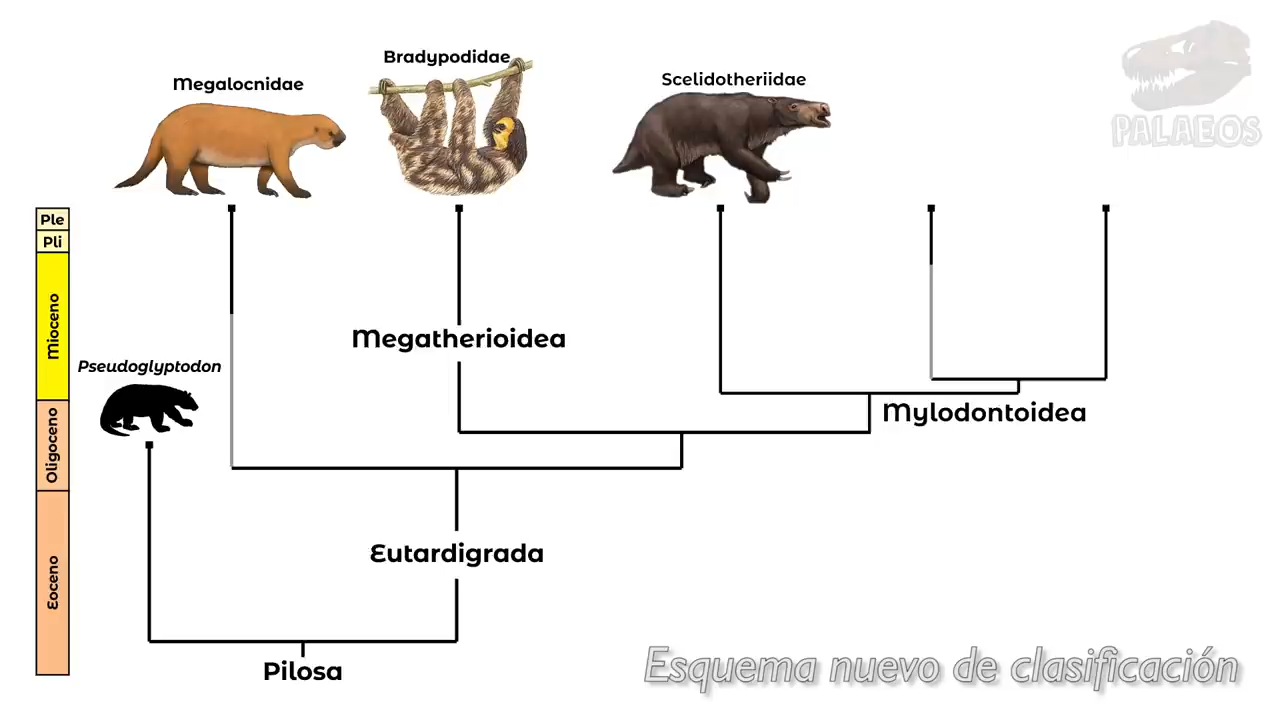 Bradypodidae
Megalocnidae
Scelidotheriidae
PALAEOS
Ple
Pli
Mioceno
Megatherioidea
Pseudoglyptodon
Mylodontoidea
Oligoceno
Eutardigrada
Eoceno
Pilosa
Esquema nuevo de clasificación